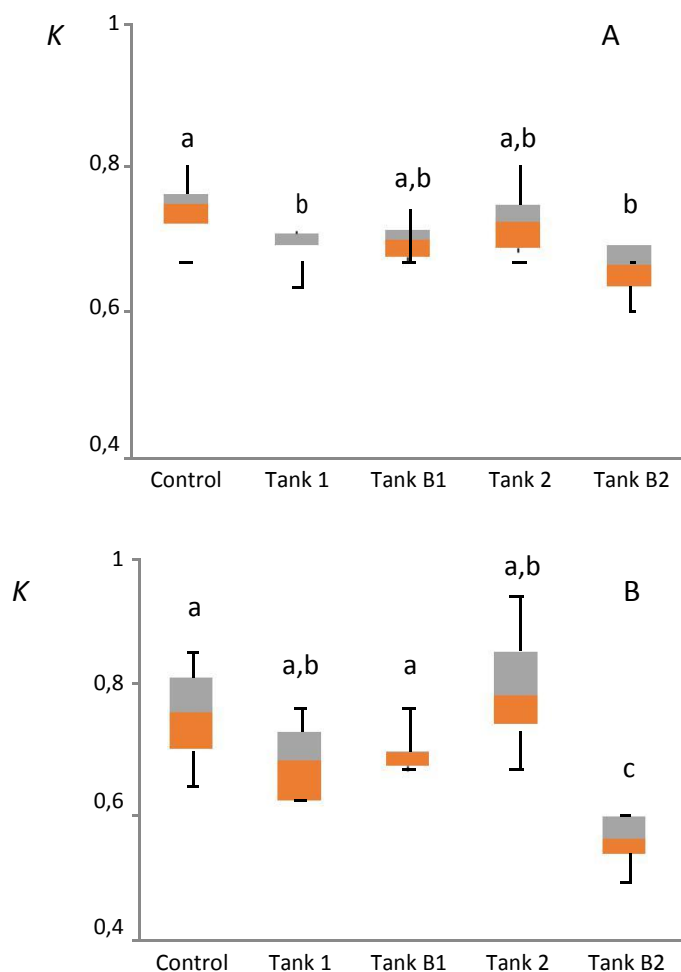 1
K
A
a
a,b
0,8
a,b
b
b
0,6
0,4
Control Tank 1 Tank B1 Tank 2 Tank B2
1
a,b
K
B
a
a,b
a
0,8
c
0,6
0,4
Control Tank 1 Tank B1 Tank 2 Tank B2